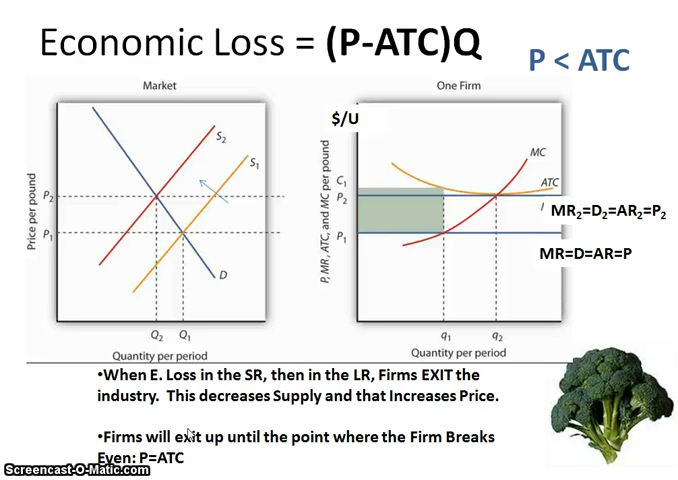 Economic Loss = (P-ATC)Q
P < ATC
Market
One Firm
$/U
S2
S1
P2
P1
D
Q2 Q1
Price per pound
Quantity per period
P, MR, ATC, and MC per pound
C1
P2
P1
MC
ATC
MR2=D2=AR2=P2
MR=D=AR=P
q1
q2
Quantity per period
•When E. Loss in the SR, then in the LR, Firms EXIT the
industry. This decreases Supply and that Increases Price.
•Firms will exit up until the point where the Firm Breaks
Even: P=ATC
Screencast-O-Matic.com